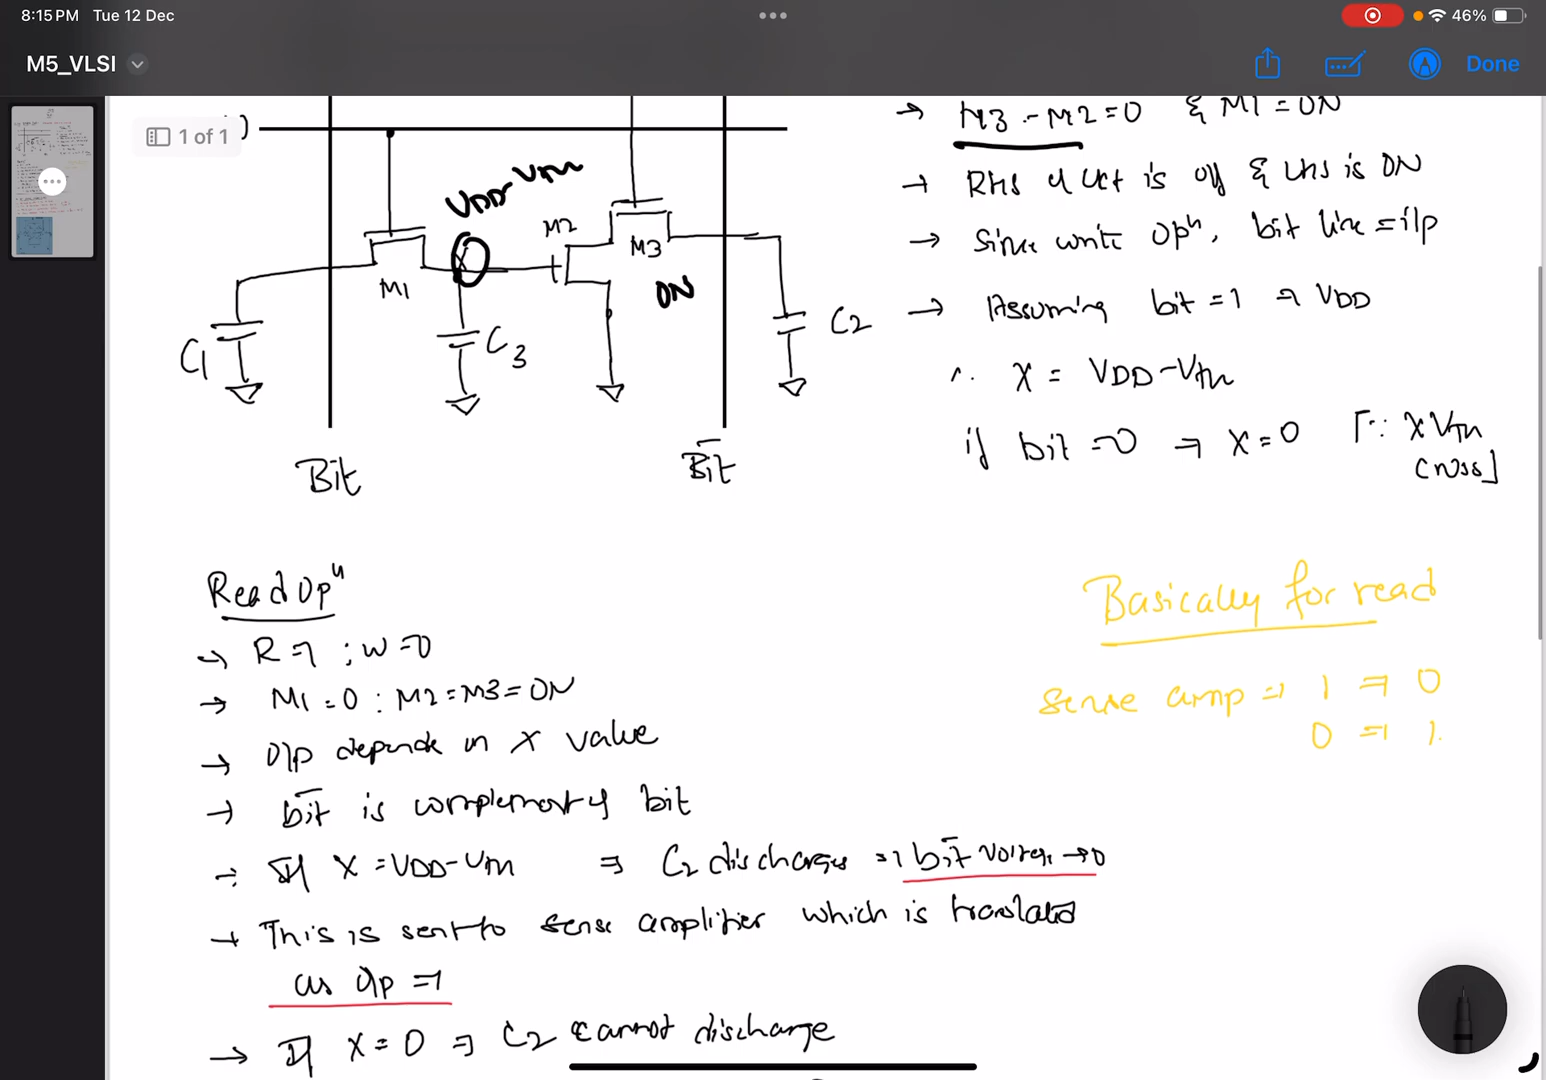 8:15 PM Tue 12 Dec
46%
M5_VLSI
Done
1 of 1
)
VDD-Vtn
M1
X
M2
M3
ON
C1
C3
C2
Bit
Bit̅
→ M3 - M2 = 0 & M1 = ON
→ RHS of ckt is off & LHS is ON
→ Since write opⁿ, bit line = i/p
→ Assuming bit = 1 ⇒ VDD
∴ X = VDD-Vtn
if bit = 0 ⇒ X = 0 [∵ X Vtn
cross]
Read opⁿ
→ R = 1 ; W = 0
→ M1 = 0 : M2 = M3 = ON
→ O/p depends on X value
→ bit̅ is complement of bit
→ If X = VDD-Vtn ⇒ C2 discharges ⇒ bit̅ voltage → 0
→ This is sent to sense amplifier which is translated
as o/p = 1
→ If X = 0 ⇒ C2 cannot discharge
Basically for read
Sense amp ⇒ 1 ⇒ 0
0 ⇒ 1.